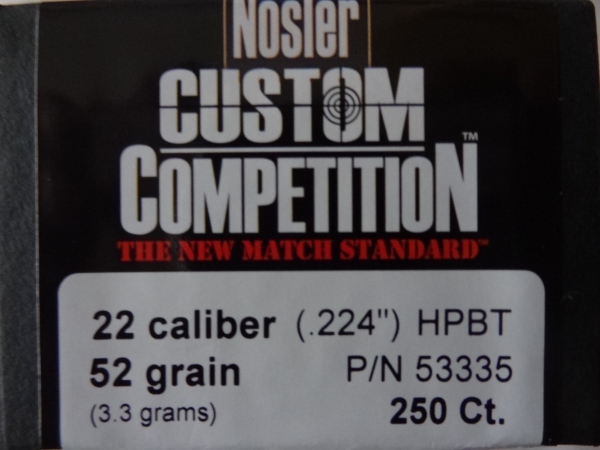 Nosler
CUSTOM
COMPETITION™
THE NEW MATCH STANDARD™
22 caliber (.224") HPBT
52 grain P/N 53335
(3.3 grams) 250 Ct.